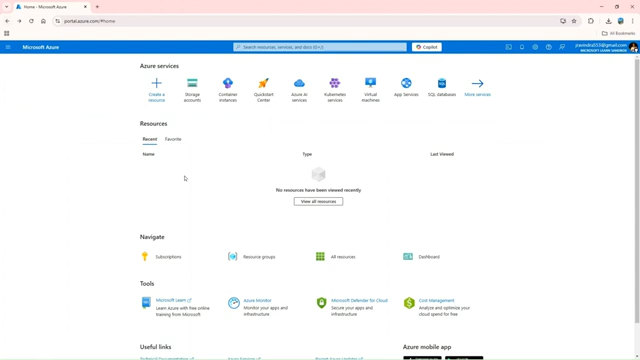 Home - Microsoft Azure
portal.azure.com/#home
All Bookmarks
Microsoft Azure
Search resources, services, and docs (G+/)
Copilot
MICROSOFT LEARN SANDBOX
Azure services
Create a resource
Storage accounts
Container instances
Quickstart Center
Azure AI services
Kubernetes services
Virtual machines
App Services
SQL databases
More services
Resources
Recent
Favorite
Name
Type
Last Viewed
No resources have been viewed recently
View all resources
Navigate
Subscriptions
Resource groups
All resources
Dashboard
Tools
Microsoft Learn
Learn Azure with free online training from Microsoft
Azure Monitor
Monitor your apps and infrastructure
Microsoft Defender for Cloud
Secure your apps and infrastructure
Cost Management
Analyze and optimize your cloud spend for free
Useful links
Azure mobile app